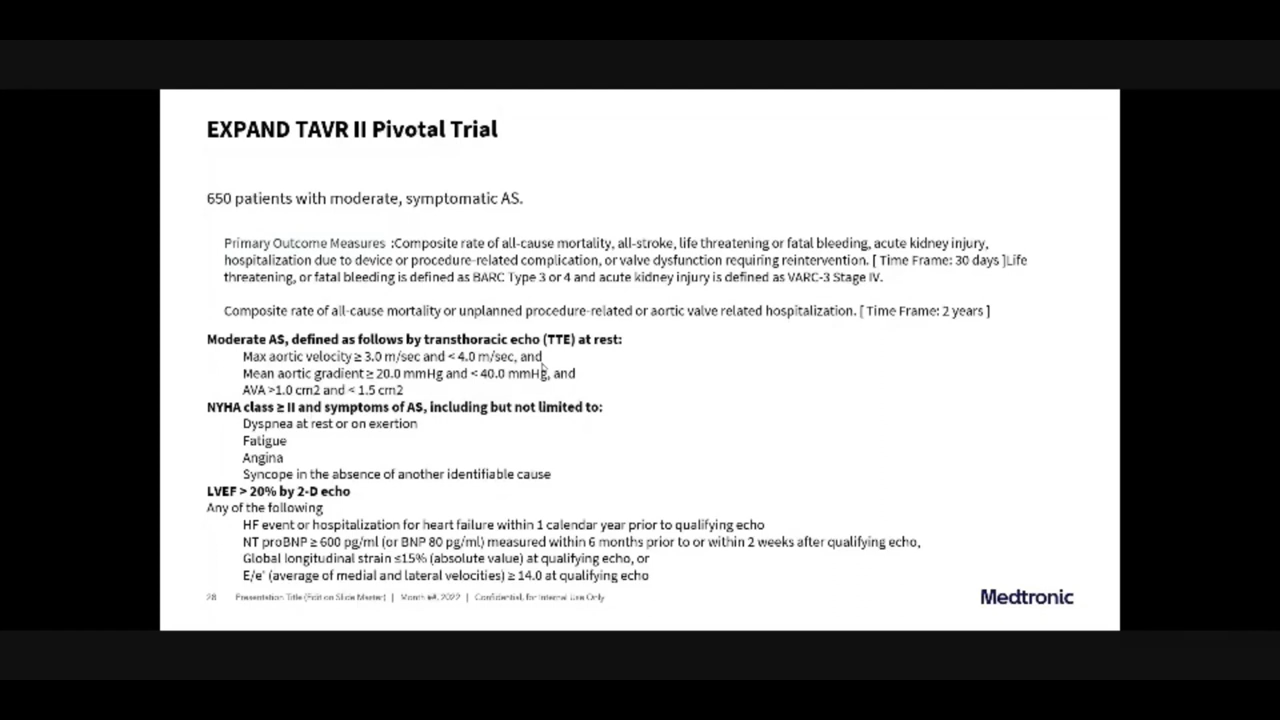 EXPAND TAVR II Pivotal Trial
650 patients with moderate, symptomatic AS.
Primary Outcome Measures :Composite rate of all-cause mortality, all-stroke, life threatening or fatal bleeding, acute kidney injury,
hospitalization due to device or procedure-related complication, or valve dysfunction requiring reintervention. [ Time Frame: 30 days ]Life
threatening, or fatal bleeding is defined as BARC Type 3 or 4 and acute kidney injury is defined as VARC-3 Stage IV.
Composite rate of all-cause mortality or unplanned procedure-related or aortic valve related hospitalization. [ Time Frame: 2 years ]
Moderate AS, defined as follows by transthoracic echo (TTE) at rest:
Max aortic velocity ≥ 3.0 m/sec and < 4.0 m/sec, and
Mean aortic gradient ≥ 20.0 mmHg and < 40.0 mmHg, and
AVA >1.0 cm2 and < 1.5 cm2
NYHA class ≥ II and symptoms of AS, including but not limited to:
Dyspnea at rest or on exertion
Fatigue
Angina
Syncope in the absence of another identifiable cause
LVEF > 20% by 2-D echo
Any of the following
HF event or hospitalization for heart failure within 1 calendar year prior to qualifying echo
NT proBNP ≥ 600 pg/ml (or BNP 80 pg/ml) measured within 6 months prior to or within 2 weeks after qualifying echo,
Global longitudinal strain ≤15% (absolute value) at qualifying echo, or
E/e' (average of medial and lateral velocities) ≥ 14.0 at qualifying echo
28 Presentation Title (Edit on Slide Master) | Month 2022 | Confidential, for Internal Use Only
Medtronic